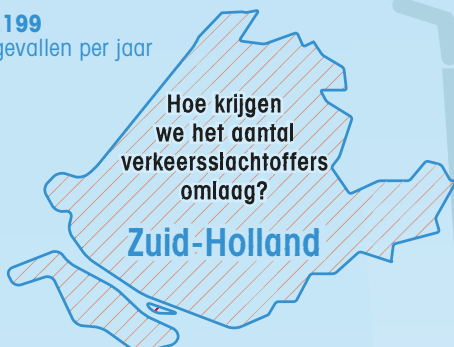 199
gevallen per jaar
Hoe krijgen
we het aantal
verkeersslachtoffers
omlaag?
Zuid-Holland